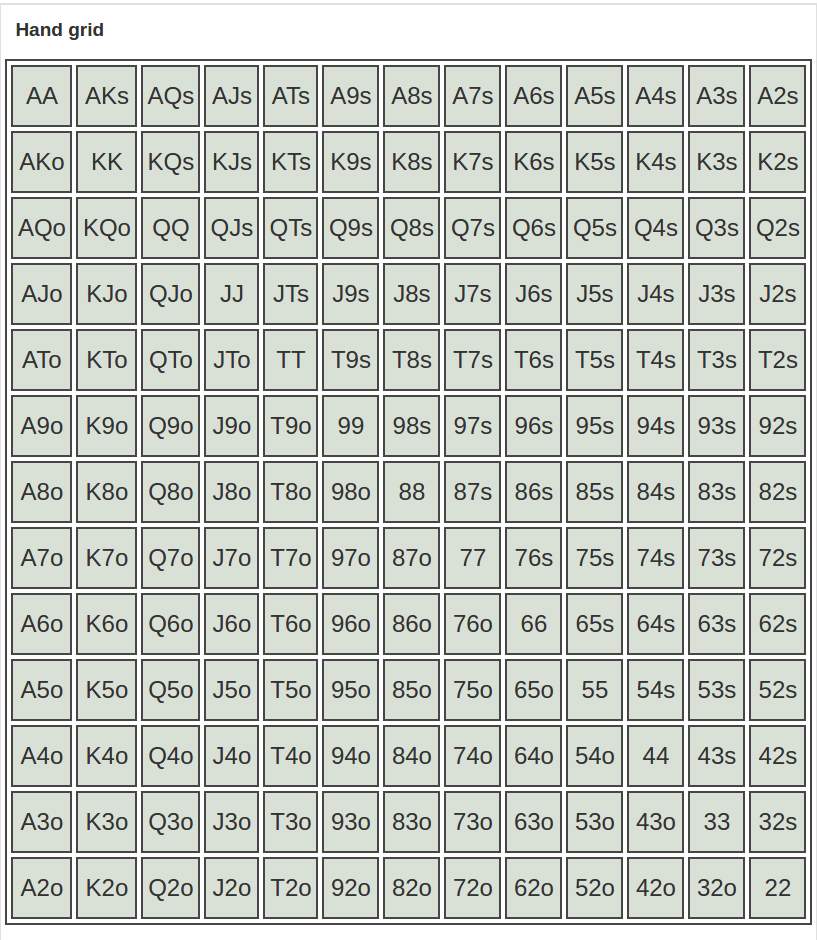 Hand grid
AA AKs AQs AJs ATs A9s A8s A7s A6s A5s A4s A3s A2s
AKo KK KQs KJs KTs K9s K8s K7s K6s K5s K4s K3s K2s
AQo KQo QQ QJs QTs Q9s Q8s Q7s Q6s Q5s Q4s Q3s Q2s
AJo KJo QJo JJ JTs J9s J8s J7s J6s J5s J4s J3s J2s
ATo KTo QTo JTo TT T9s T8s T7s T6s T5s T4s T3s T2s
A9o K9o Q9o J9o T9o 99 98s 97s 96s 95s 94s 93s 92s
A8o K8o Q8o J8o T8o 98o 88 87s 86s 85s 84s 83s 82s
A7o K7o Q7o J7o T7o 97o 87o 77 76s 75s 74s 73s 72s
A6o K6o Q6o J6o T6o 96o 86o 76o 66 65s 64s 63s 62s
A5o K5o Q5o J5o T5o 95o 85o 75o 65o 55 54s 53s 52s
A4o K4o Q4o J4o T4o 94o 84o 74o 64o 54o 44 43s 42s
A3o K3o Q3o J3o T3o 93o 83o 73o 63o 53o 43o 33 32s
A2o K2o Q2o J2o T2o 92o 82o 72o 62o 52o 42o 32o 22